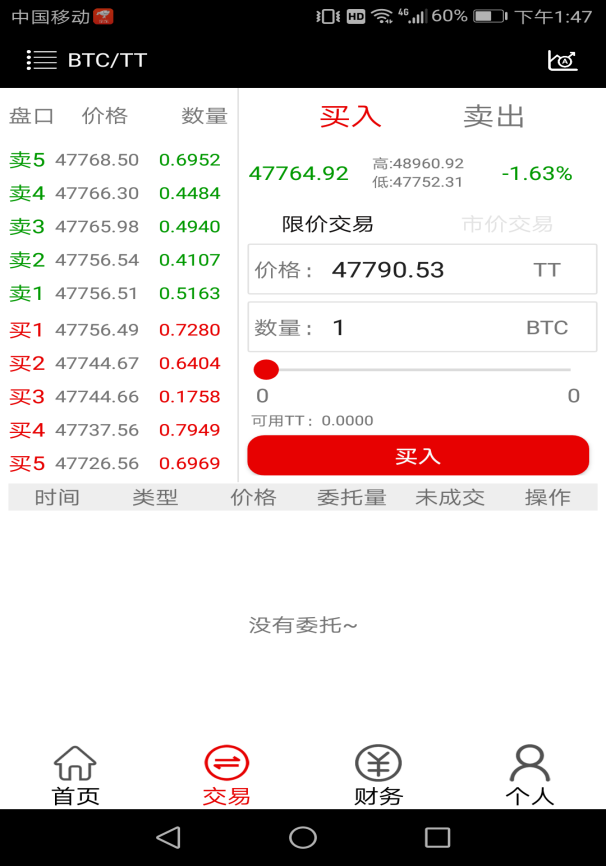 中国移动 HD 4G 60% 下午1:47
BTC/TT
盘口 价格 数量
卖5 47768.50 0.6952
卖4 47766.30 0.4484
卖3 47765.98 0.4940
卖2 47756.54 0.4107
卖1 47756.51 0.5163
买1 47756.49 0.7280
买2 47744.67 0.6404
买3 47744.66 0.1758
买4 47737.56 0.7949
买5 47726.56 0.6969
买入 卖出
47764.92 高:48960.92 -1.63%
低:47752.31
限价交易 市价交易
价格： 47790.53 TT
数量： 1 BTC
0 0
可用TT：0.0000
买入
时间 类型 价格 委托量 未成交 操作
没有委托~
首页 交易 财务 个人